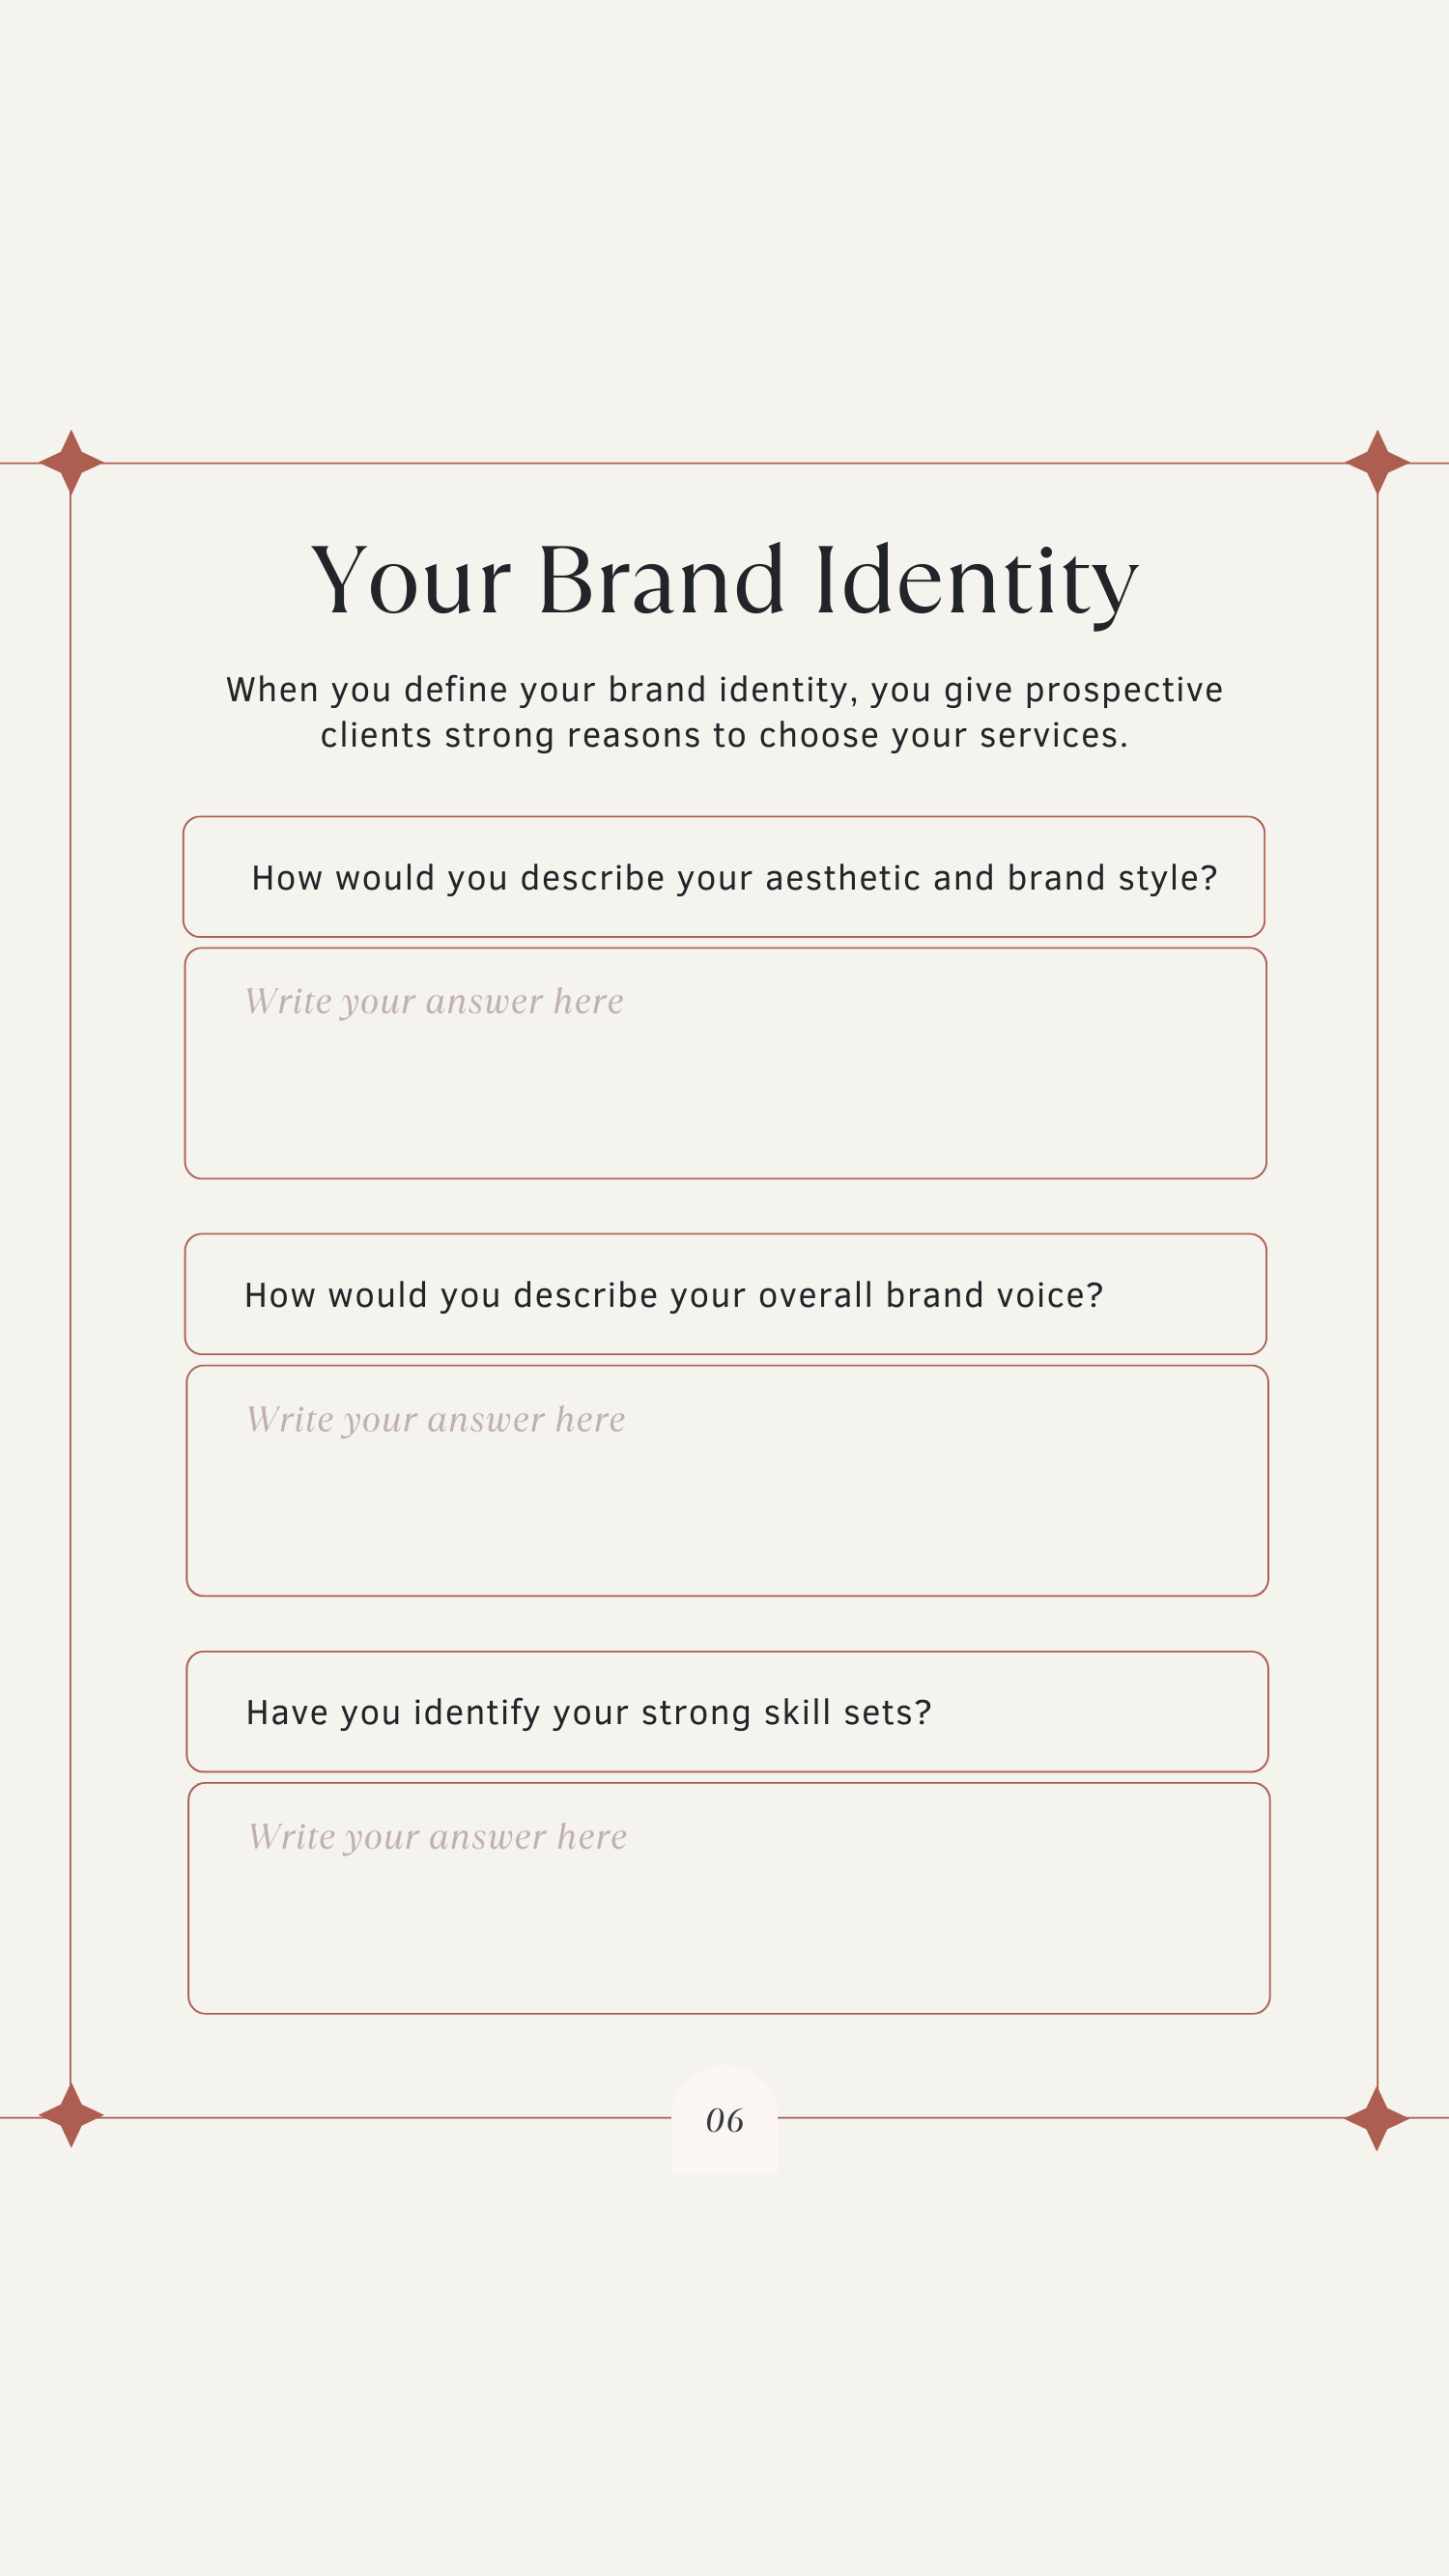 Your Brand Identity
When you define your brand identity, you give prospective
clients strong reasons to choose your services.
How would you describe your aesthetic and brand style?
Write your answer here
How would you describe your overall brand voice?
Write your answer here
Have you identify your strong skill sets?
Write your answer here
06